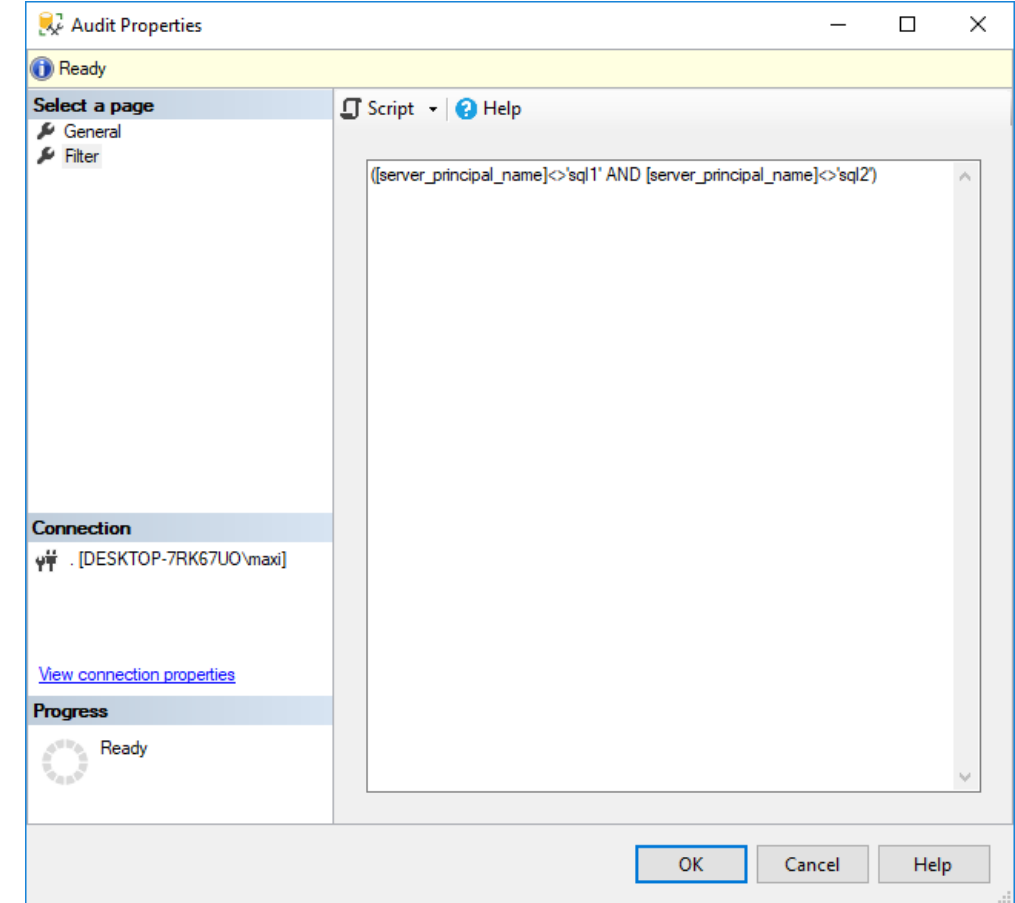 Audit Properties
Ready
Select a page
General
Filter
Script
Help
([server_principal_name]<>'sql1' AND [server_principal_name]<>'sql2')
Connection
. [DESKTOP-7RK67UO\maxi]
View connection properties
Progress
Ready
OK
Cancel
Help